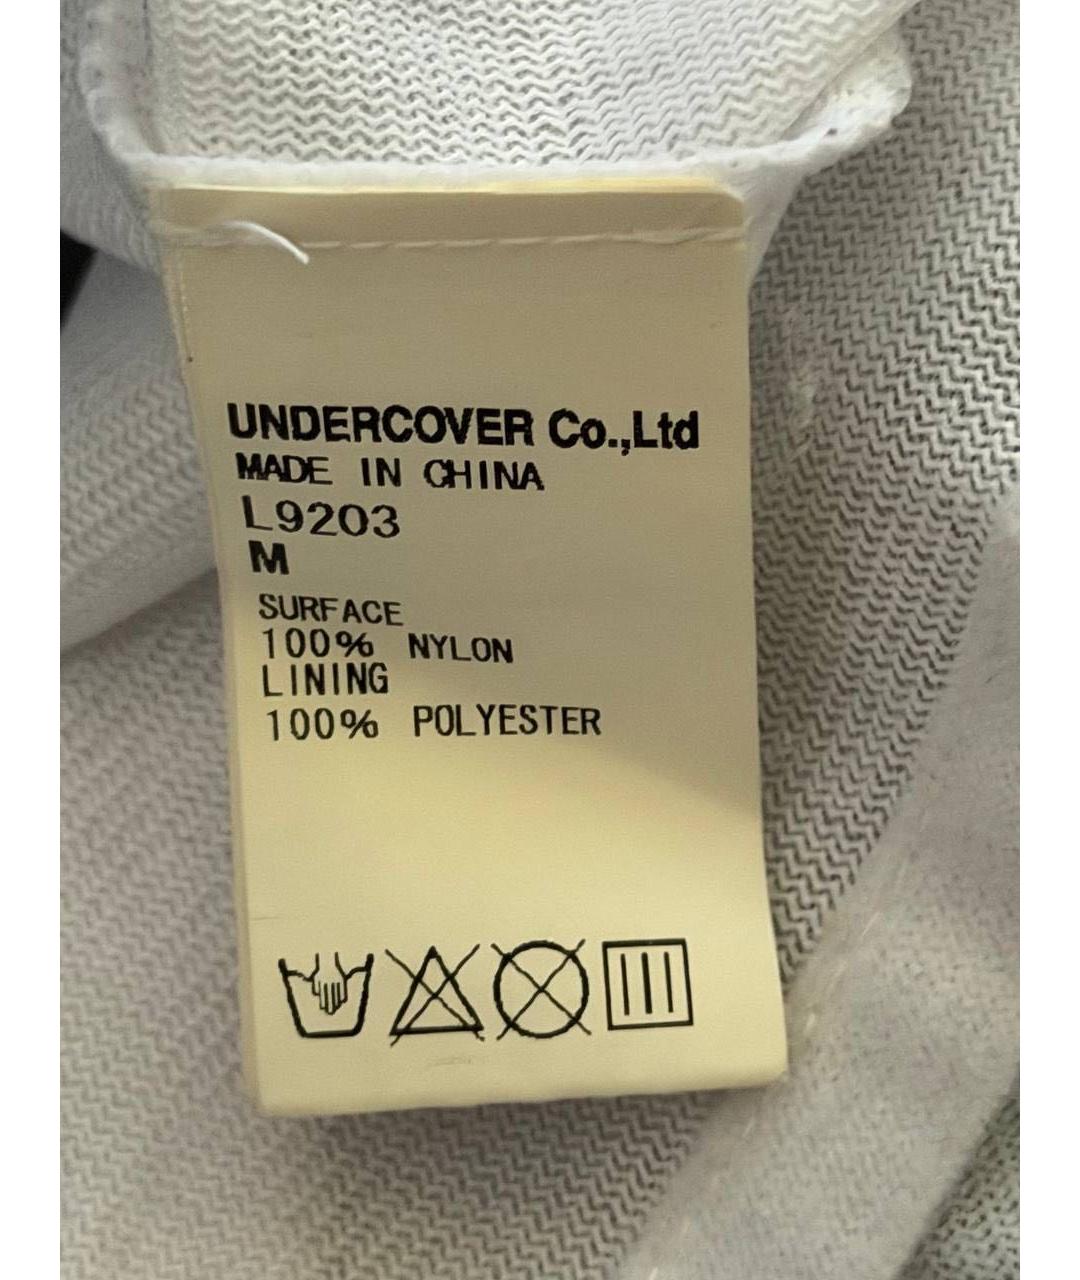 UNDERCOVER Co.,Ltd
MADE IN CHINA
L9203
M
SURFACE
100% NYLON
LINING
100% POLYESTER